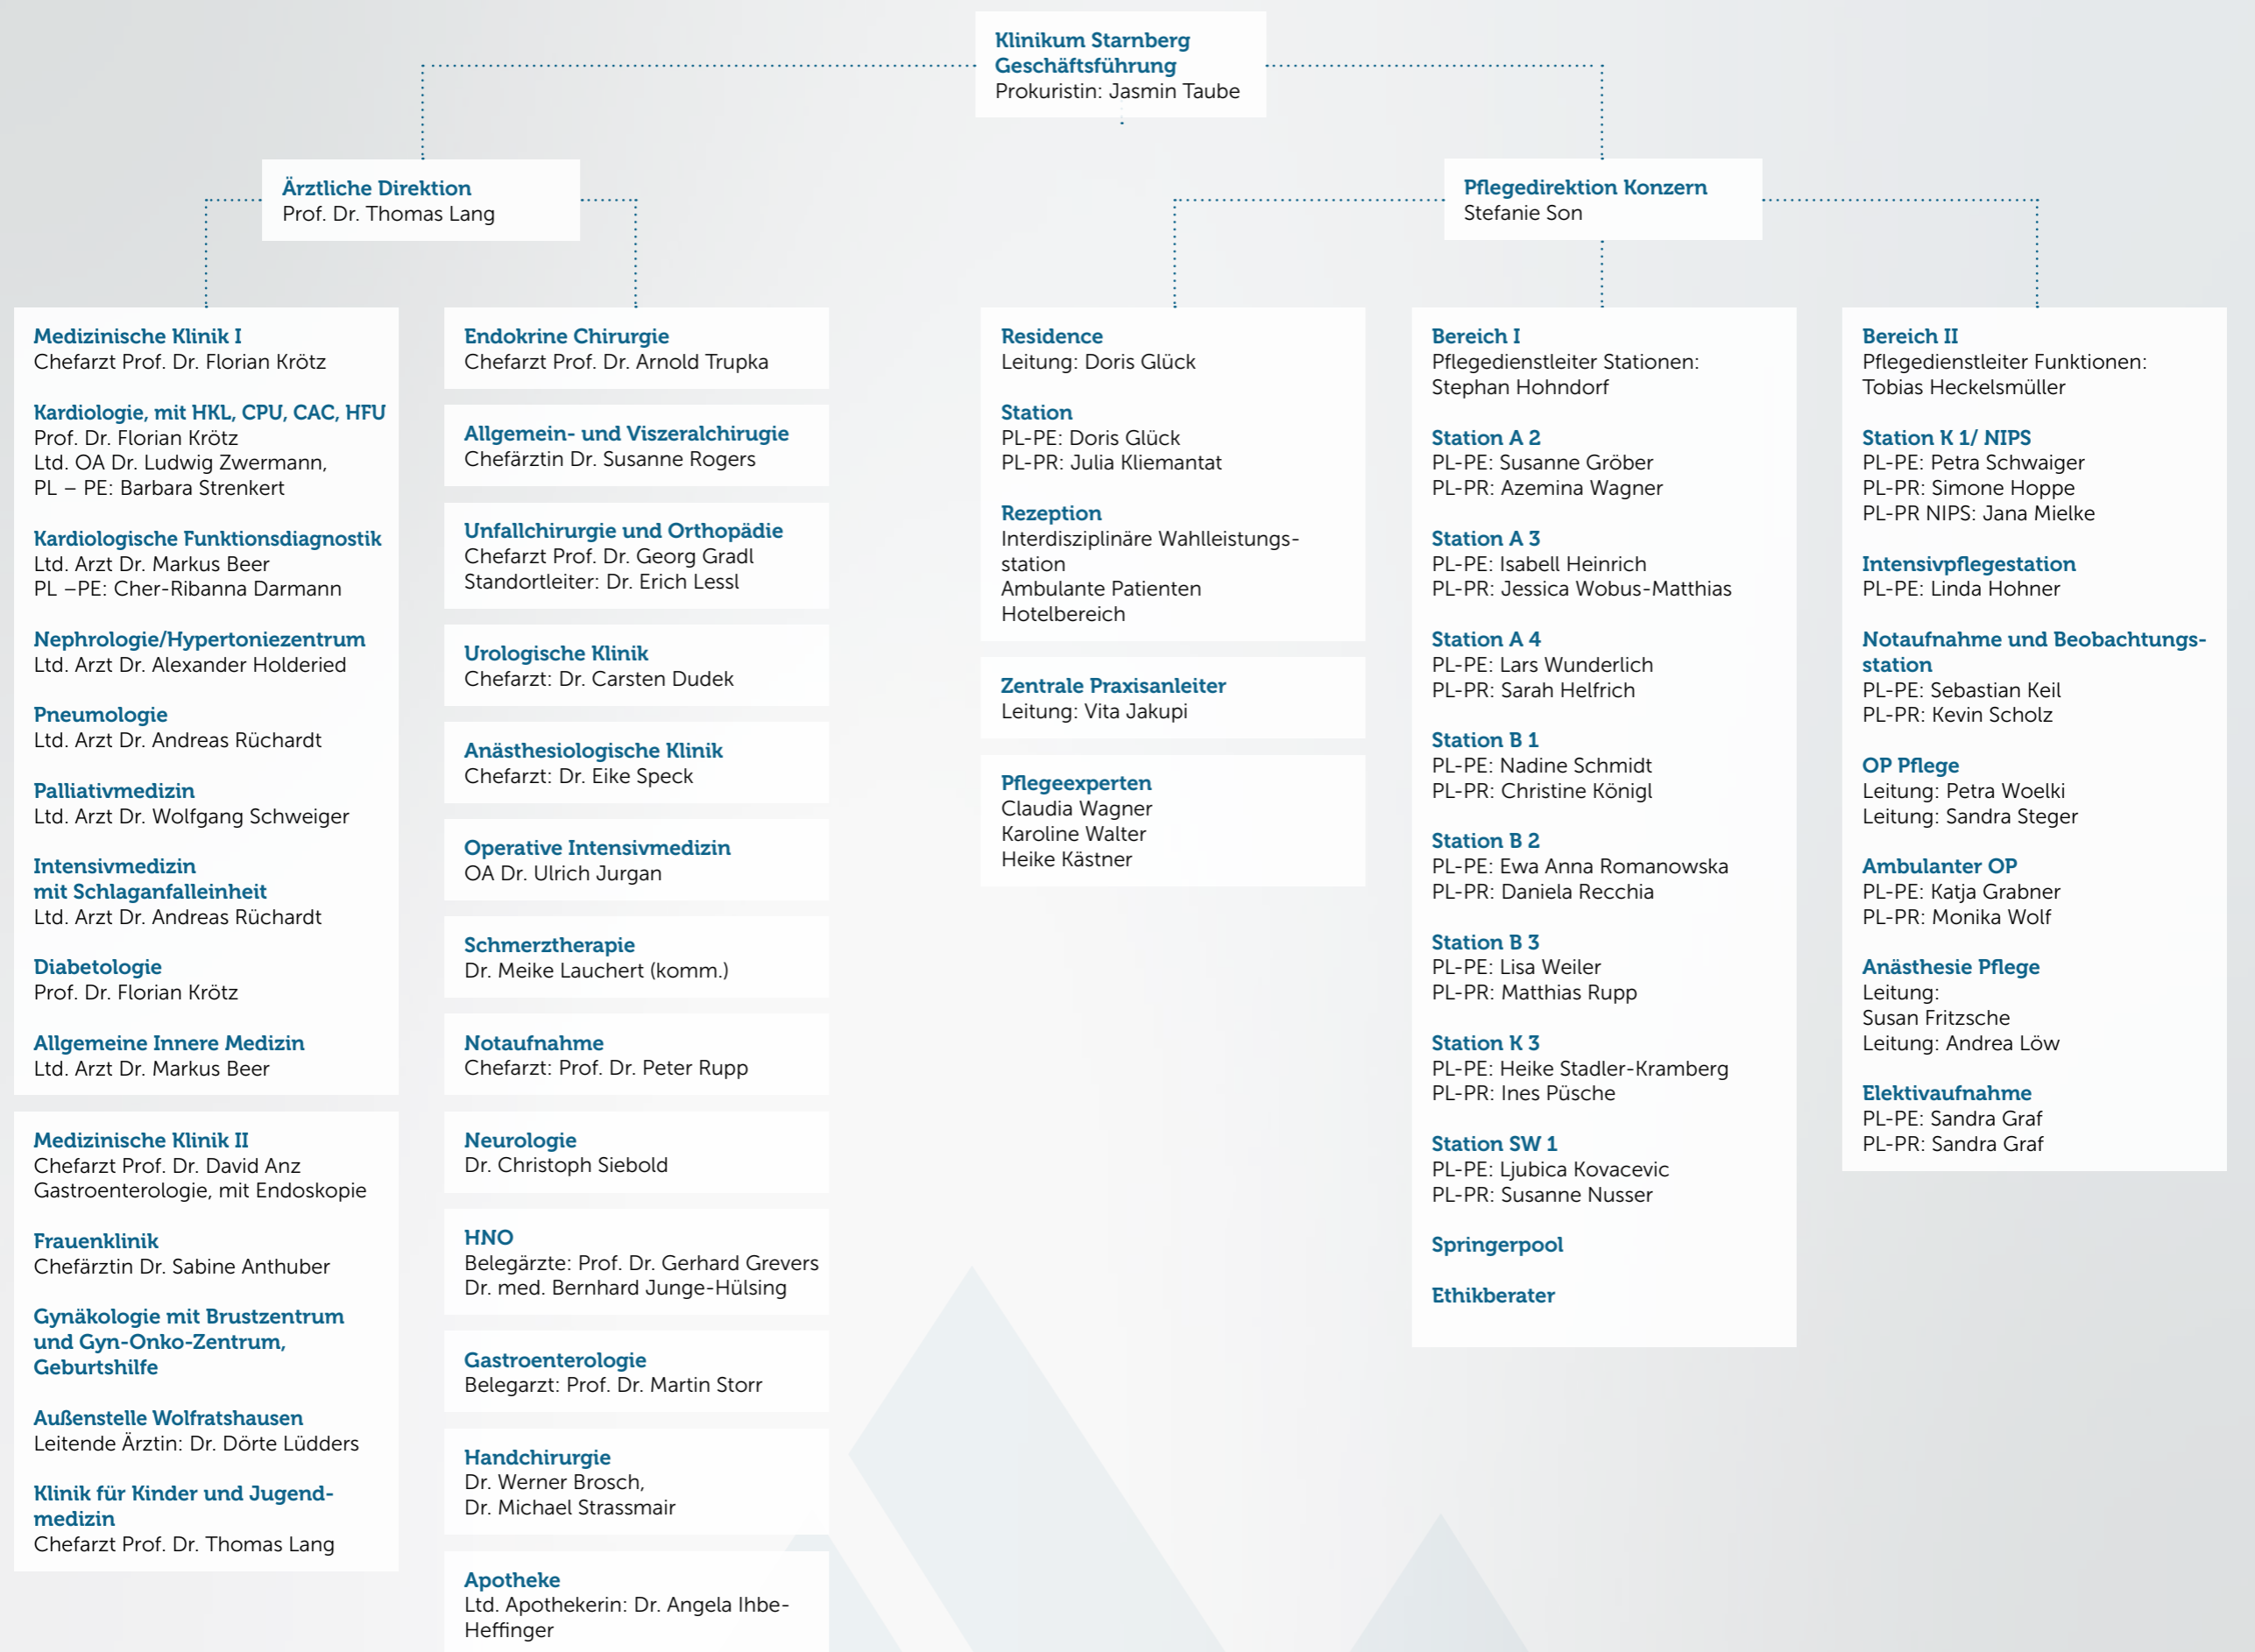 Klinikum Starnberg
Geschäftsführung
Prokuristin: Jasmin Taube
Ärztliche Direktion
Prof. Dr. Thomas Lang
Pflegedirektion Konzern
Stefanie Son
Medizinische Klinik I
Chefarzt Prof. Dr. Florian Krötz
Kardiologie, mit HKL, CPU, CAC, HFU
Prof. Dr. Florian Krötz
Ltd. OA Dr. Ludwig Zwermann,
PL – PE: Barbara Strenkert
Kardiologische Funktionsdiagnostik
Ltd. Arzt Dr. Markus Beer
PL –PE: Cher-Ribanna Darmann
Nephrologie/Hypertoniezentrum
Ltd. Arzt Dr. Alexander Holderied
Pneumologie
Ltd. Arzt Dr. Andreas Rüchardt
Palliativmedizin
Ltd. Arzt Dr. Wolfgang Schweiger
Intensivmedizin
mit Schlaganfalleinheit
Ltd. Arzt Dr. Andreas Rüchardt
Diabetologie
Prof. Dr. Florian Krötz
Allgemeine Innere Medizin
Ltd. Arzt Dr. Markus Beer
Medizinische Klinik II
Chefarzt Prof. Dr. David Anz
Gastroenterologie, mit Endoskopie
Frauenklinik
Chefärztin Dr. Sabine Anthuber
Gynäkologie mit Brustzentrum
und Gyn-Onko-Zentrum,
Geburtshilfe
Außenstelle Wolfratshausen
Leitende Ärztin: Dr. Dörte Lüdders
Klinik für Kinder und Jugend-
medizin
Chefarzt Prof. Dr. Thomas Lang
Endokrine Chirurgie
Chefarzt Prof. Dr. Arnold Trupka
Allgemein- und Viszeralchirugie
Chefärztin Dr. Susanne Rogers
Unfallchirurgie und Orthopädie
Chefarzt Prof. Dr. Georg Gradl
Standortleiter: Dr. Erich Lessl
Urologische Klinik
Chefarzt: Dr. Carsten Dudek
Anästhesiologische Klinik
Chefarzt: Dr. Eike Speck
Operative Intensivmedizin
OA Dr. Ulrich Jurgan
Schmerztherapie
Dr. Meike Lauchert (komm.)
Notaufnahme
Chefarzt: Prof. Dr. Peter Rupp
Neurologie
Dr. Christoph Siebold
HNO
Belegärzte: Prof. Dr. Gerhard Grevers
Dr. med. Bernhard Junge-Hülsing
Gastroenterologie
Belegarzt: Prof. Dr. Martin Storr
Handchirurgie
Dr. Werner Brosch,
Dr. Michael Strassmair
Apotheke
Ltd. Apothekerin: Dr. Angela Ihbe-
Heffinger
Residence
Leitung: Doris Glück
Station
PL-PE: Doris Glück
PL-PR: Julia Kliemantat
Rezeption
Interdisziplinäre Wahlleistungs-
station
Ambulante Patienten
Hotelbereich
Zentrale Praxisanleiter
Leitung: Vita Jakupi
Pflegeexperten
Claudia Wagner
Karoline Walter
Heike Kästner
Bereich I
Pflegedienstleiter Stationen:
Stephan Hohndorf
Station A 2
PL-PE: Susanne Gröber
PL-PR: Azemina Wagner
Station A 3
PL-PE: Isabell Heinrich
PL-PR: Jessica Wobus-Matthias
Station A 4
PL-PE: Lars Wunderlich
PL-PR: Sarah Helfrich
Station B 1
PL-PE: Nadine Schmidt
PL-PR: Christine Königl
Station B 2
PL-PE: Ewa Anna Romanowska
PL-PR: Daniela Recchia
Station B 3
PL-PE: Lisa Weiler
PL-PR: Matthias Rupp
Station K 3
PL-PE: Heike Stadler-Kramberg
PL-PR: Ines Püsche
Station SW 1
PL-PE: Ljubica Kovacevic
PL-PR: Susanne Nusser
Springerpool
Ethikberater
Bereich II
Pflegedienstleiter Funktionen:
Tobias Heckelsmüller
Station K 1/ NIPS
PL-PE: Petra Schwaiger
PL-PR: Simone Hoppe
PL-PR NIPS: Jana Mielke
Intensivpflegestation
PL-PE: Linda Hohner
Notaufnahme und Beobachtungs-
station
PL-PE: Sebastian Keil
PL-PR: Kevin Scholz
OP Pflege
Leitung: Petra Woelki
Leitung: Sandra Steger
Ambulanter OP
PL-PE: Katja Grabner
PL-PR: Monika Wolf
Anästhesie Pflege
Leitung:
Susan Fritzsche
Leitung: Andrea Löw
Elektivaufnahme
PL-PE: Sandra Graf
PL-PR: Sandra Graf